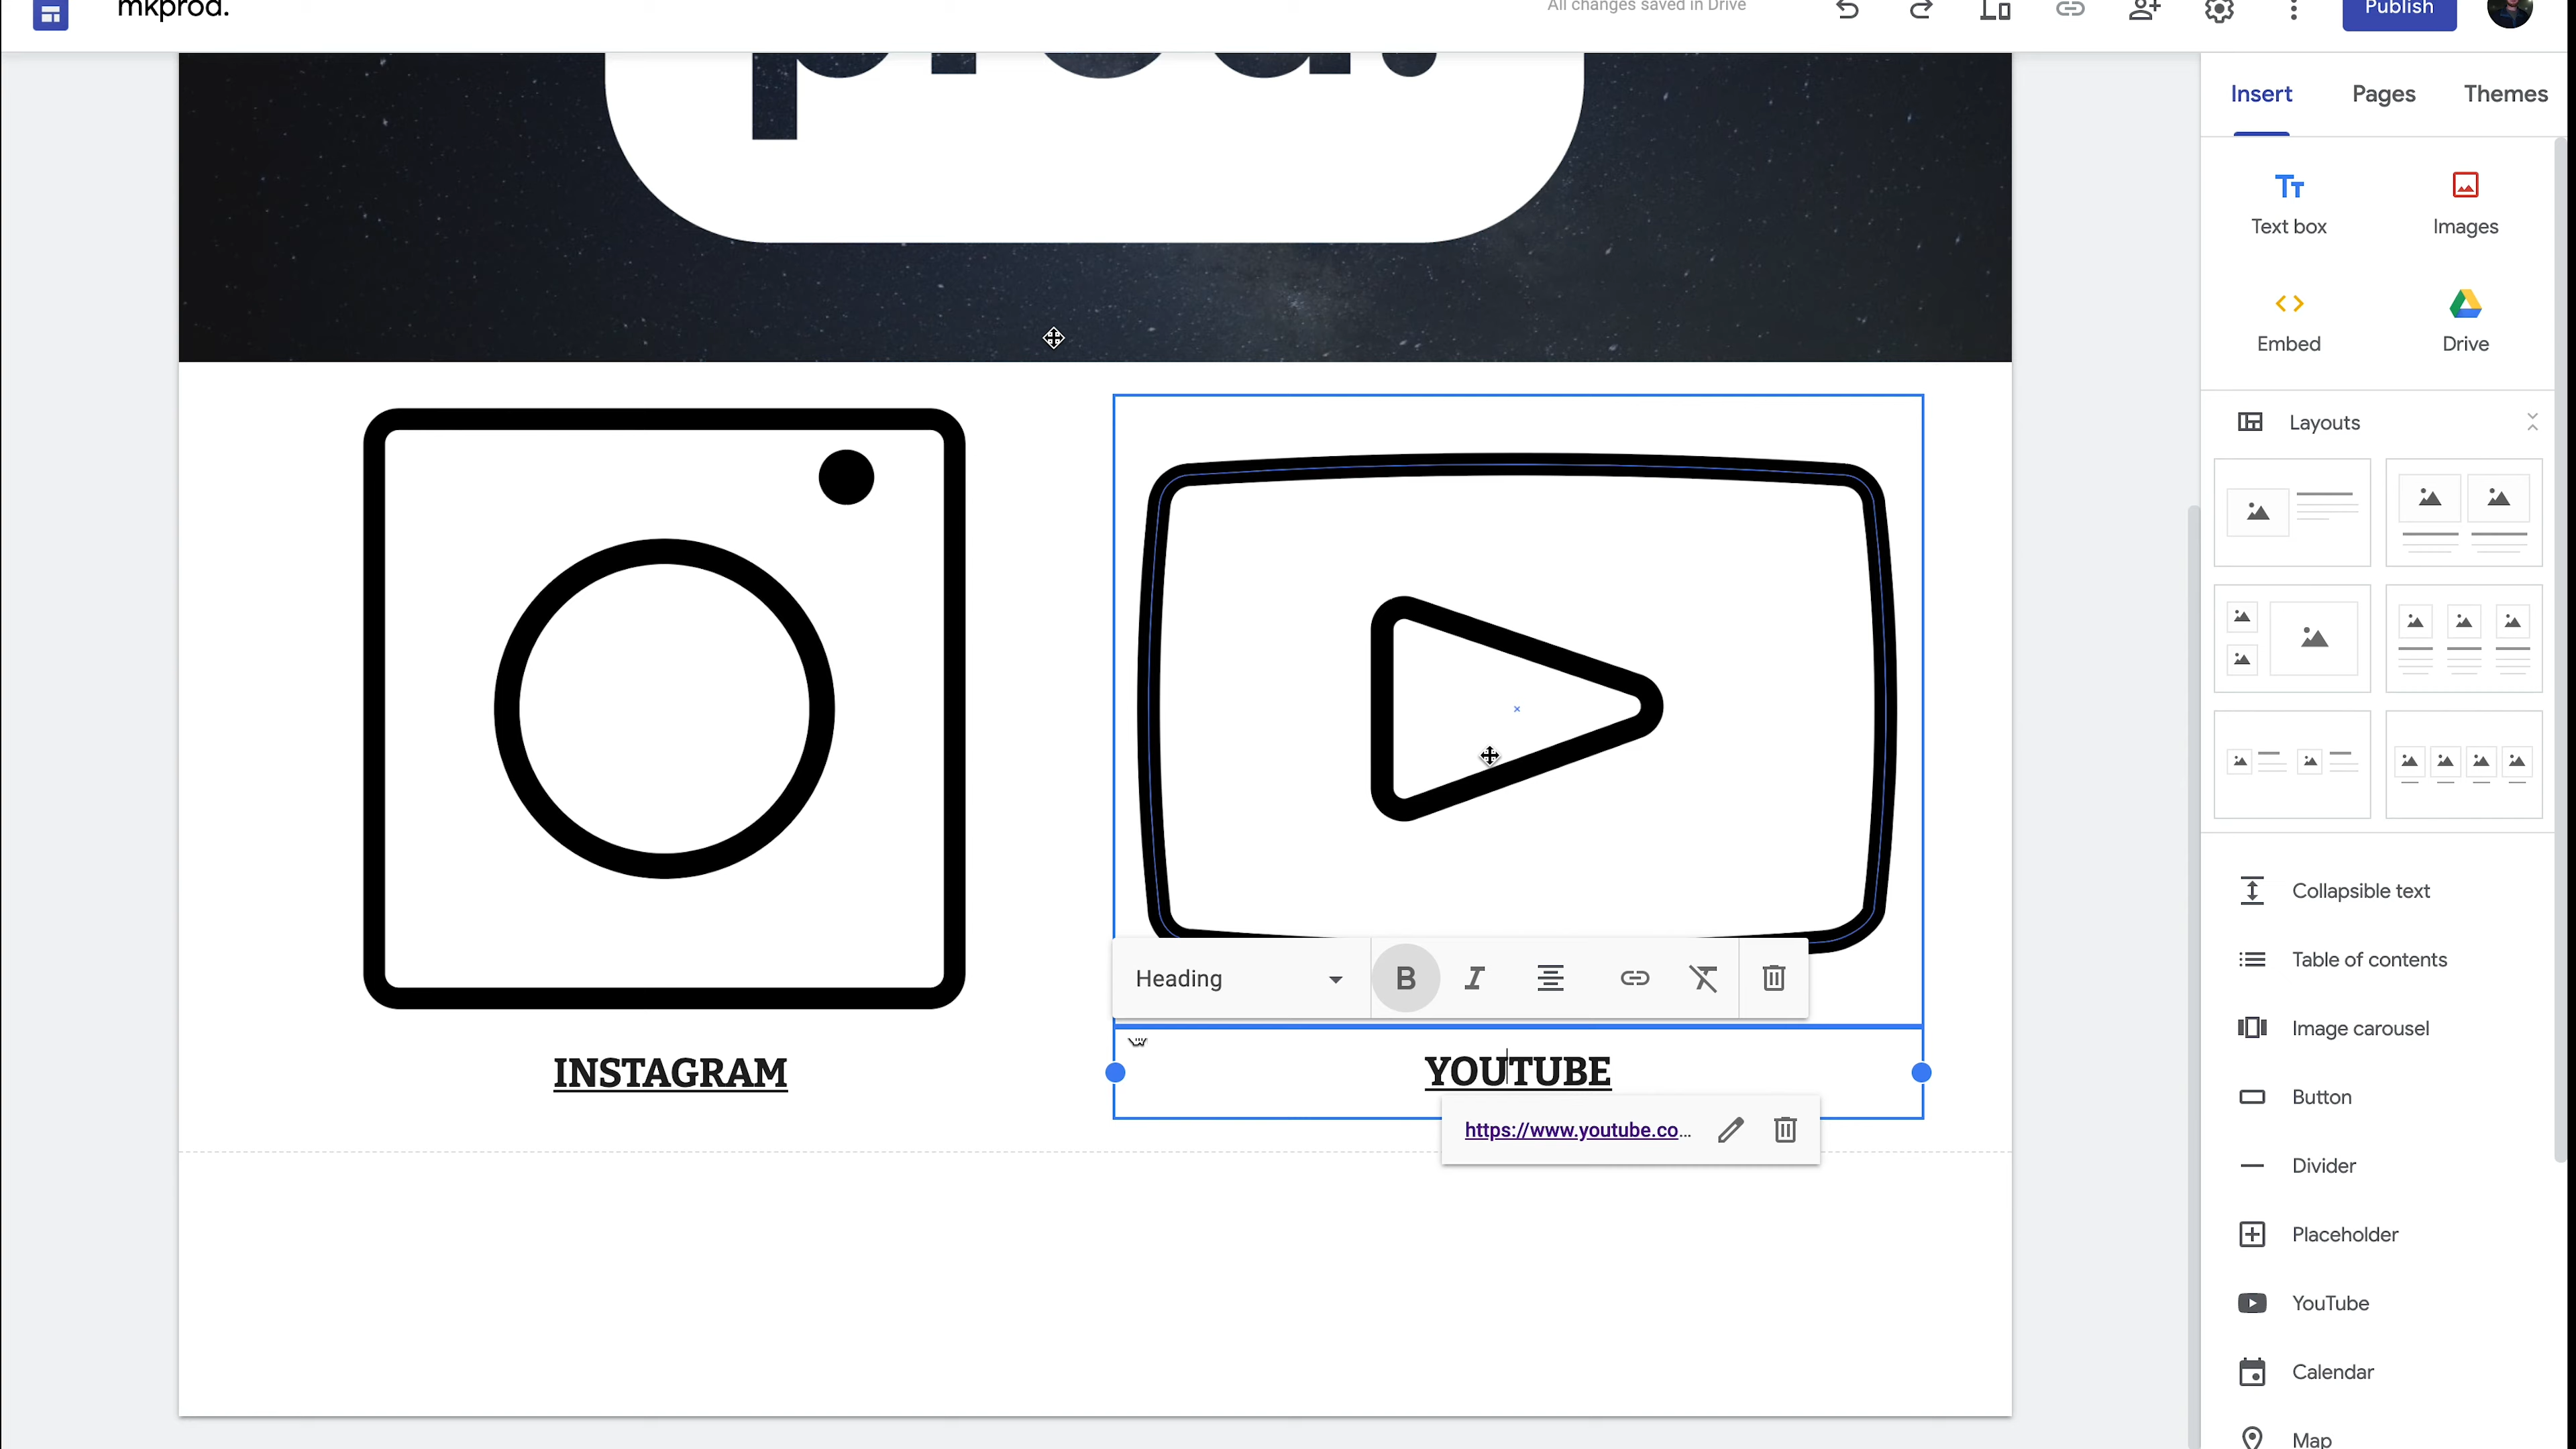 mkprod.
All changes saved in Drive
Publish
prod.
Insert
Pages
Themes
Text box
Images
Embed
Drive
Layouts
Heading
B
I
INSTAGRAM
YOUTUBE
https://www.youtube.co...
Collapsible text
Table of contents
Image carousel
Button
Divider
Placeholder
YouTube
Calendar
Map